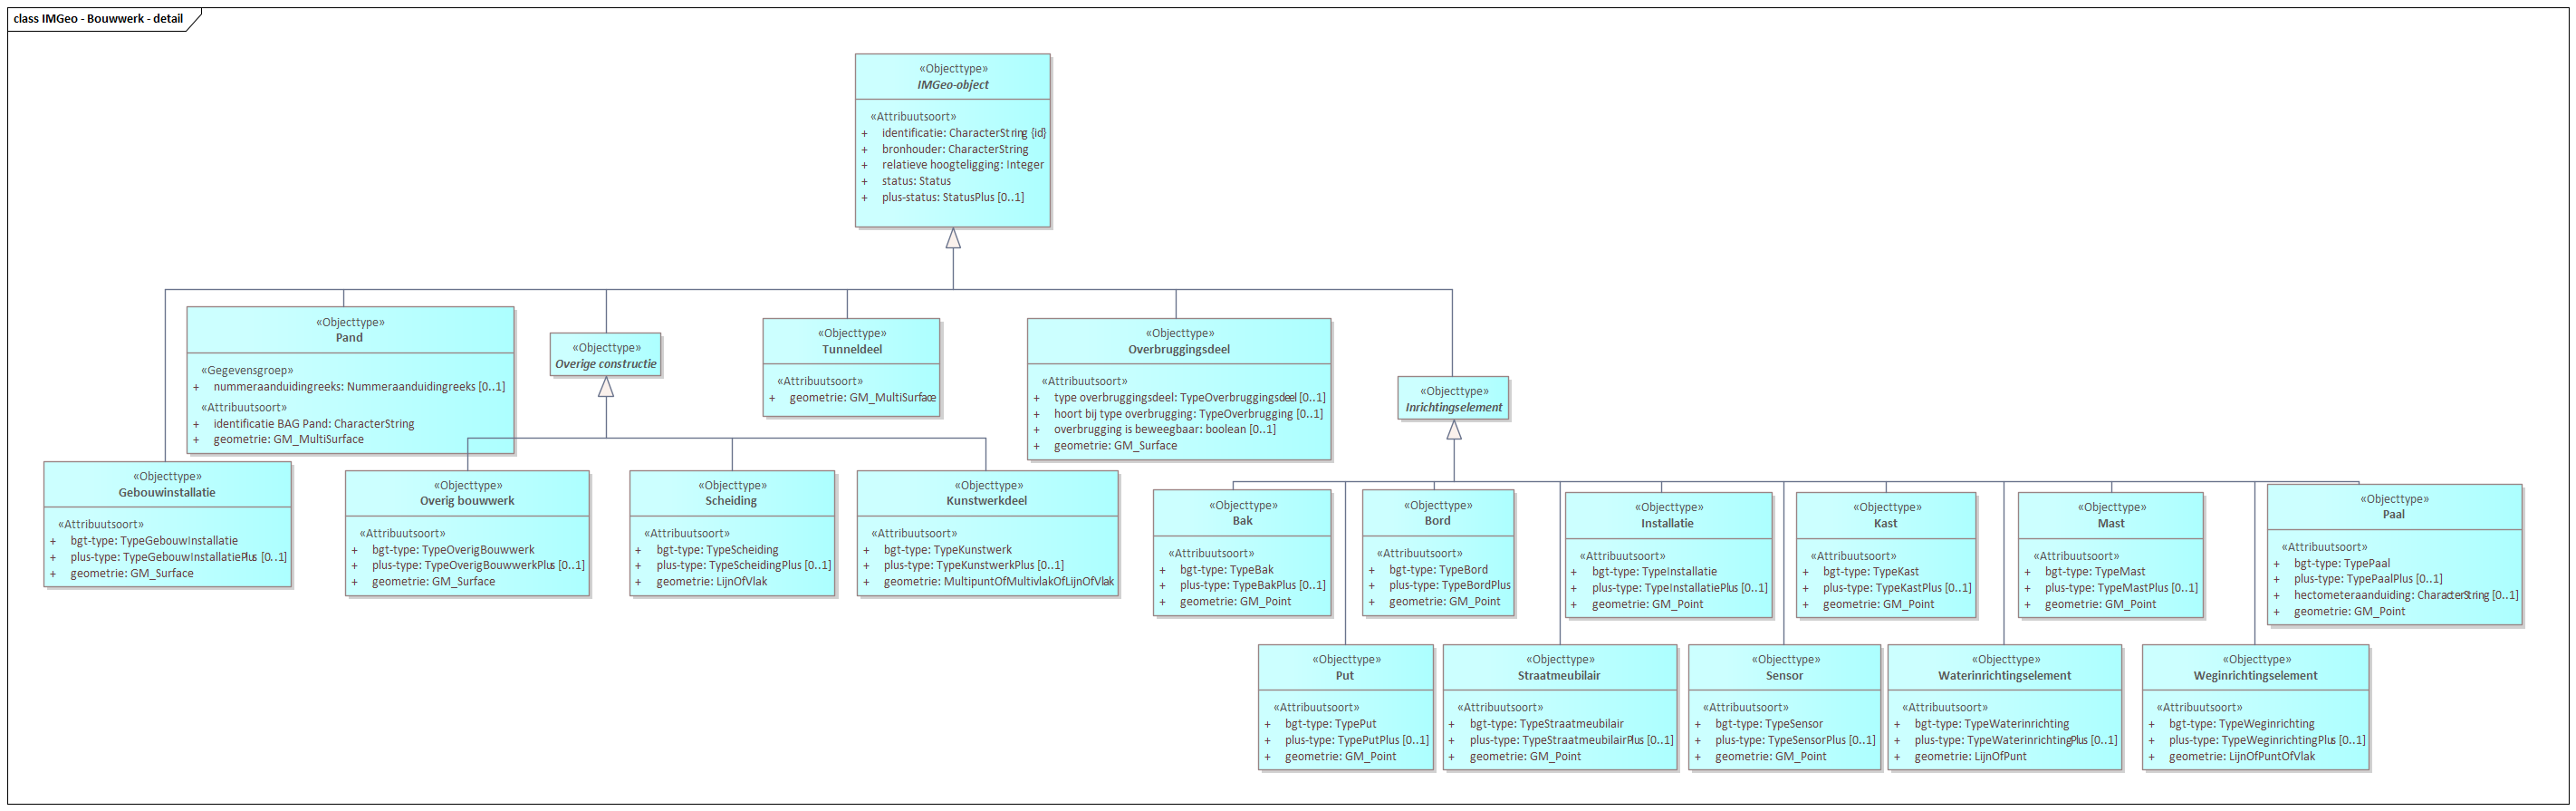 class IMGeo - Bouwwerk - detail
«Objecttype»
IMGeo-object
«Attribuutsoort»
+ identificatie: CharacterString {id}
+ bronhouder: CharacterString
+ relatieve hoogteligging: Integer
+ status: Status
+ plus-status: StatusPlus [0..1]
«Objecttype»
Pand
«Gegevensgroep»
+ nummeraanduidingreeks: Nummeraanduidingreeks [0..1]
«Attribuutsoort»
+ identificatie BAG Pand: CharacterString
+ geometrie: GM_MultiSurface
«Objecttype»
Overige constructie
«Objecttype»
Tunneldeel
«Attribuutsoort»
+ geometrie: GM_MultiSurface
«Objecttype»
Overbruggingsdeel
«Attribuutsoort»
+ type overbruggingsdeel: TypeOverbruggingsdeel [0..1]
+ hoort bij type overbrugging: TypeOverbrugging [0..1]
+ overbrugging is beweegbaar: boolean [0..1]
+ geometrie: GM_Surface
«Objecttype»
Inrichtingselement
«Objecttype»
Gebouwinstallatie
«Attribuutsoort»
+ bgt-type: TypeGebouwInstallatie
+ plus-type: TypeGebouwInstallatiePlus [0..1]
+ geometrie: GM_Surface
«Objecttype»
Overig bouwwerk
«Attribuutsoort»
+ bgt-type: TypeOverigBouwwerk
+ plus-type: TypeOverigBouwwerkPlus [0..1]
+ geometrie: GM_Surface
«Objecttype»
Scheiding
«Attribuutsoort»
+ bgt-type: TypeScheiding
+ plus-type: TypeScheidingPlus [0..1]
+ geometrie: LijnOfVlak
«Objecttype»
Kunstwerkdeel
«Attribuutsoort»
+ bgt-type: TypeKunstwerk
+ plus-type: TypeKunstwerkPlus [0..1]
+ geometrie: MultipuntOfMultivlakOfLijnOfVlak
«Objecttype»
Bak
«Attribuutsoort»
+ bgt-type: TypeBak
+ plus-type: TypeBakPlus [0..1]
+ geometrie: GM_Point
«Objecttype»
Bord
«Attribuutsoort»
+ bgt-type: TypeBord
+ plus-type: TypeBordPlus
+ geometrie: GM_Point
«Objecttype»
Installatie
«Attribuutsoort»
+ bgt-type: TypeInstallatie
+ plus-type: TypeInstallatiePlus [0..1]
+ geometrie: GM_Point
«Objecttype»
Kast
«Attribuutsoort»
+ bgt-type: TypeKast
+ plus-type: TypeKastPlus [0..1]
+ geometrie: GM_Point
«Objecttype»
Mast
«Attribuutsoort»
+ bgt-type: TypeMast
+ plus-type: TypeMastPlus [0..1]
+ geometrie: GM_Point
«Objecttype»
Paal
«Attribuutsoort»
+ bgt-type: TypePaal
+ plus-type: TypePaalPlus [0..1]
+ hectometeraanduiding: CharacterString [0..1]
+ geometrie: GM_Point
«Objecttype»
Put
«Attribuutsoort»
+ bgt-type: TypePut
+ plus-type: TypePutPlus [0..1]
+ geometrie: GM_Point
«Objecttype»
Straatmeubilair
«Attribuutsoort»
+ bgt-type: TypeStraatmeubilair
+ plus-type: TypeStraatmeubilairPlus [0..1]
+ geometrie: GM_Point
«Objecttype»
Sensor
«Attribuutsoort»
+ bgt-type: TypeSensor
+ plus-type: TypeSensorPlus [0..1]
+ geometrie: GM_Point
«Objecttype»
Waterinrichtingselement
«Attribuutsoort»
+ bgt-type: TypeWaterinrichting
+ plus-type: TypeWaterinrichtingPlus [0..1]
+ geometrie: LijnOfPunt
«Objecttype»
Weginrichtingselement
«Attribuutsoort»
+ bgt-type: TypeWeginrichting
+ plus-type: TypeWeginrichtingPlus [0..1]
+ geometrie: LijnOfPuntOfVlak